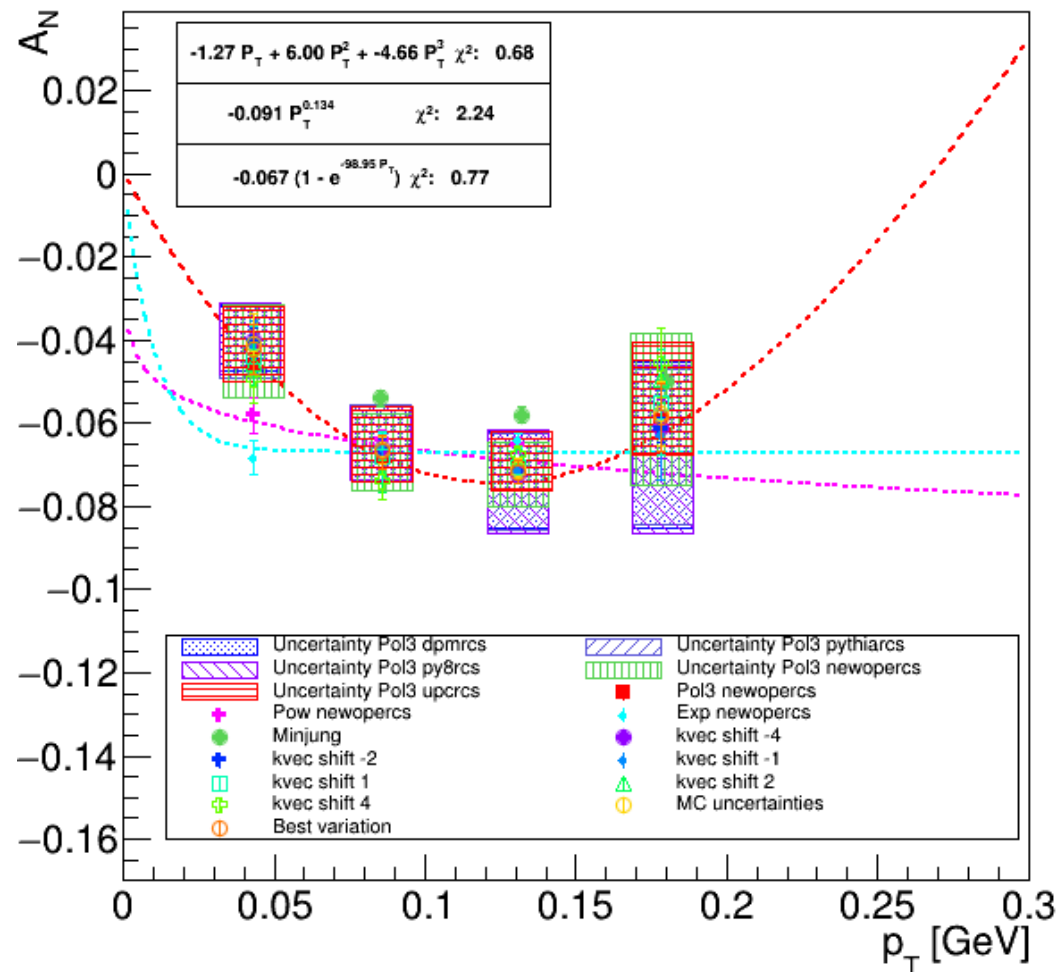 A_N
-1.27 P_T + 6.00 P_T^2 + -4.66 P_T^3 χ²: 0.68
-0.091 P_T^0.134 χ²: 2.24
-0.067 (1 - e^-98.95 P_T) χ²: 0.77
0.02
0
−0.02
−0.04
−0.06
−0.08
−0.1
−0.12
−0.14
−0.16
Uncertainty Pol3 dpmrcs Uncertainty Pol3 pythiarcs
Uncertainty Pol3 py8rcs Uncertainty Pol3 newopercs
Uncertainty Pol3 upcrcs Pol3 newopercs
Pow newopercs Exp newopercs
Minjung kvec shift -4
kvec shift -2 kvec shift -1
kvec shift 1 kvec shift 2
kvec shift 4 MC uncertainties
Best variation
0 0.05 0.1 0.15 0.2 0.25 0.3
p_T [GeV]